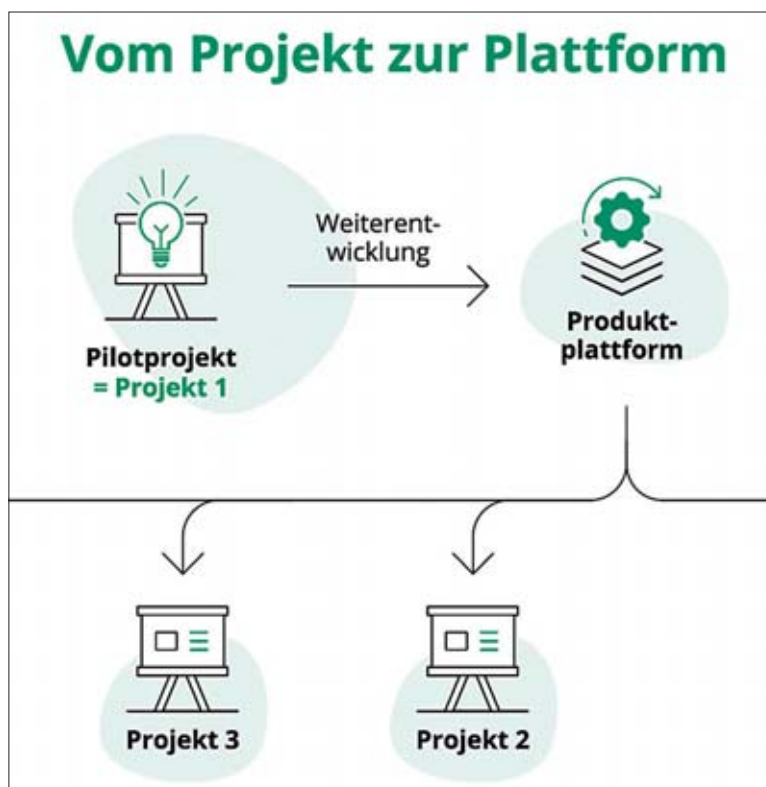 Vom Projekt zur Plattform
Weiterent-
wicklung
Pilotprojekt
= Projekt 1
Produkt-
plattform
Projekt 3
Projekt 2